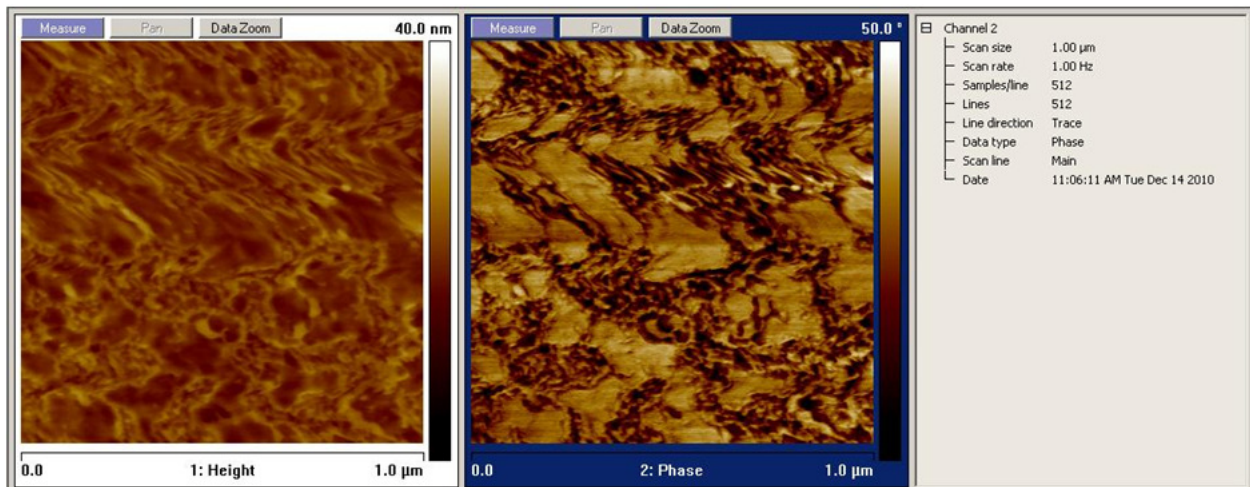 Measure Pan Data Zoom 40.0 nm
0.0 1: Height 1.0 µm
Measure Pan Data Zoom 50.0 °
0.0 2: Phase 1.0 µm
Channel 2
Scan size 1.00 µm
Scan rate 1.00 Hz
Samples/line 512
Lines 512
Line direction Trace
Data type Phase
Scan line Main
Date 11:06:11 AM Tue Dec 14 2010